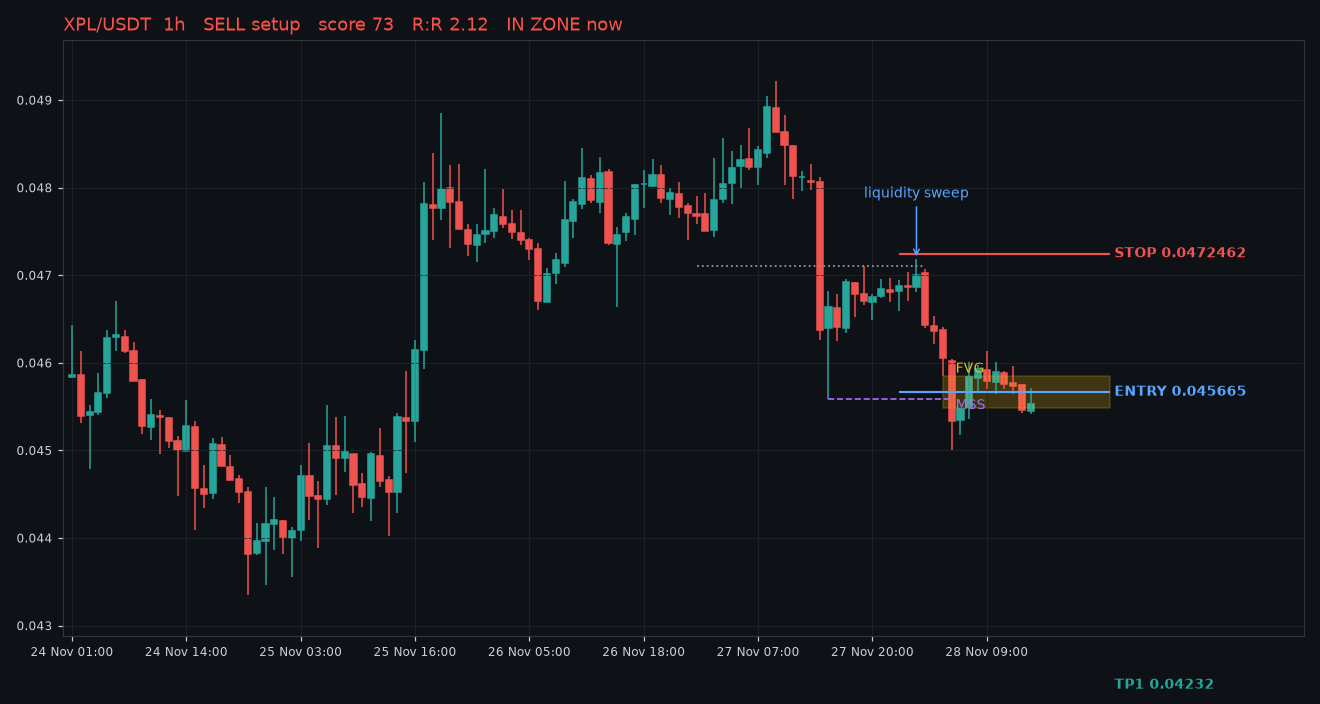 XPL/USDT 1h SELL setup score 73 R:R 2.12 IN ZONE now
0.049
0.048
0.047
0.046
0.045
0.044
0.043
liquidity sweep
STOP 0.0472462
FVG
ENTRY 0.045665
MSS
24 Nov 01:00 24 Nov 14:00 25 Nov 03:00 25 Nov 16:00 26 Nov 05:00 26 Nov 18:00 27 Nov 07:00 27 Nov 20:00 28 Nov 09:00
TP1 0.04232